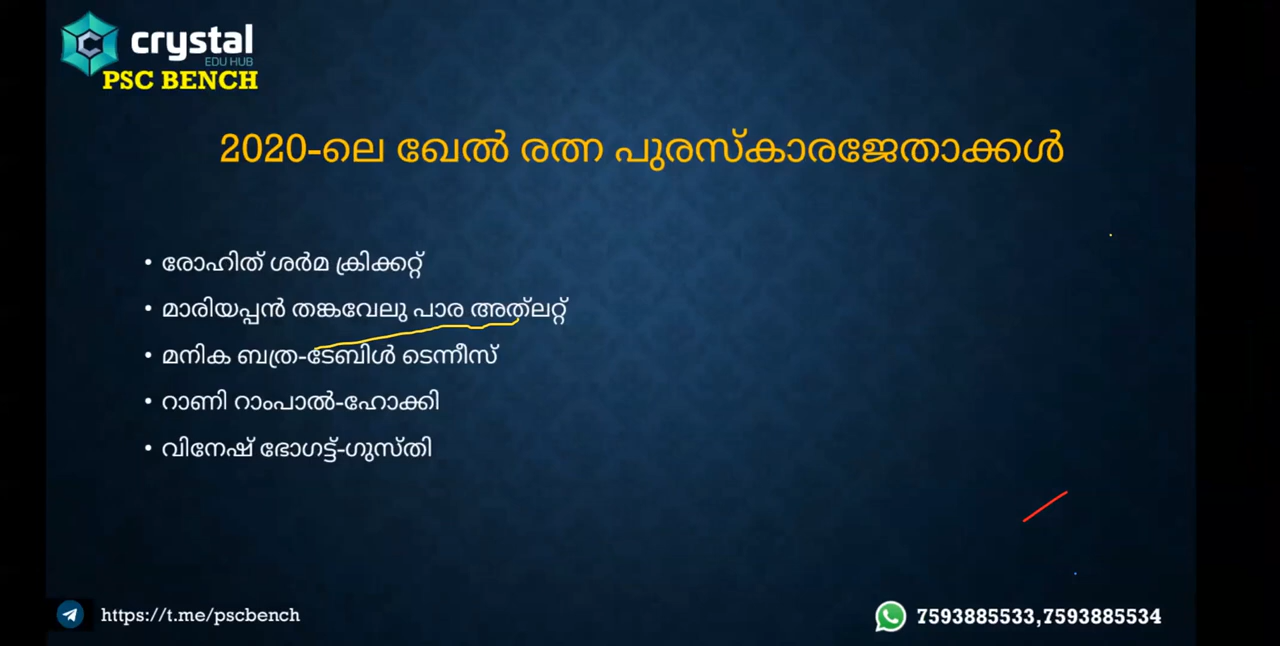 crystal
EDU HUB
PSC BENCH
2020-ലെ ഖേൽ രത്ന പുരസ്കാരജേതാക്കൾ
• രോഹിത് ശർമ ക്രിക്കറ്റ്
• മാരിയപ്പൻ തങ്കവേലു പാര അത്‌ലറ്റ്
• മനിക ബത്ര-ടേബിൾ ടെന്നീസ്
• റാണി റാംപാൽ-ഹോക്കി
• വിനേഷ് ഭോഗട്ട്-ഗുസ്തി
https://t.me/pscbench
7593885533,7593885534